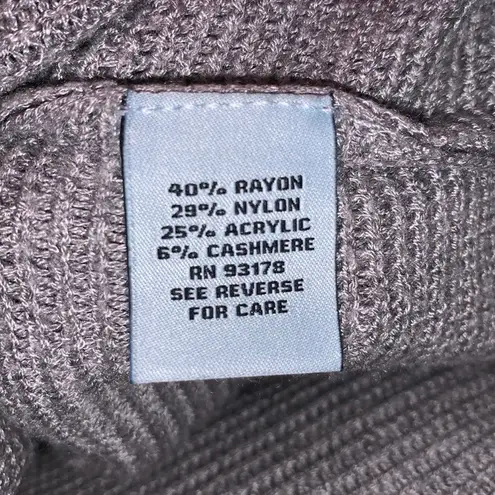 40% RAYON
29% NYLON
25% ACRYLIC
6% CASHMERE
RN 93178
SEE REVERSE
FOR CARE